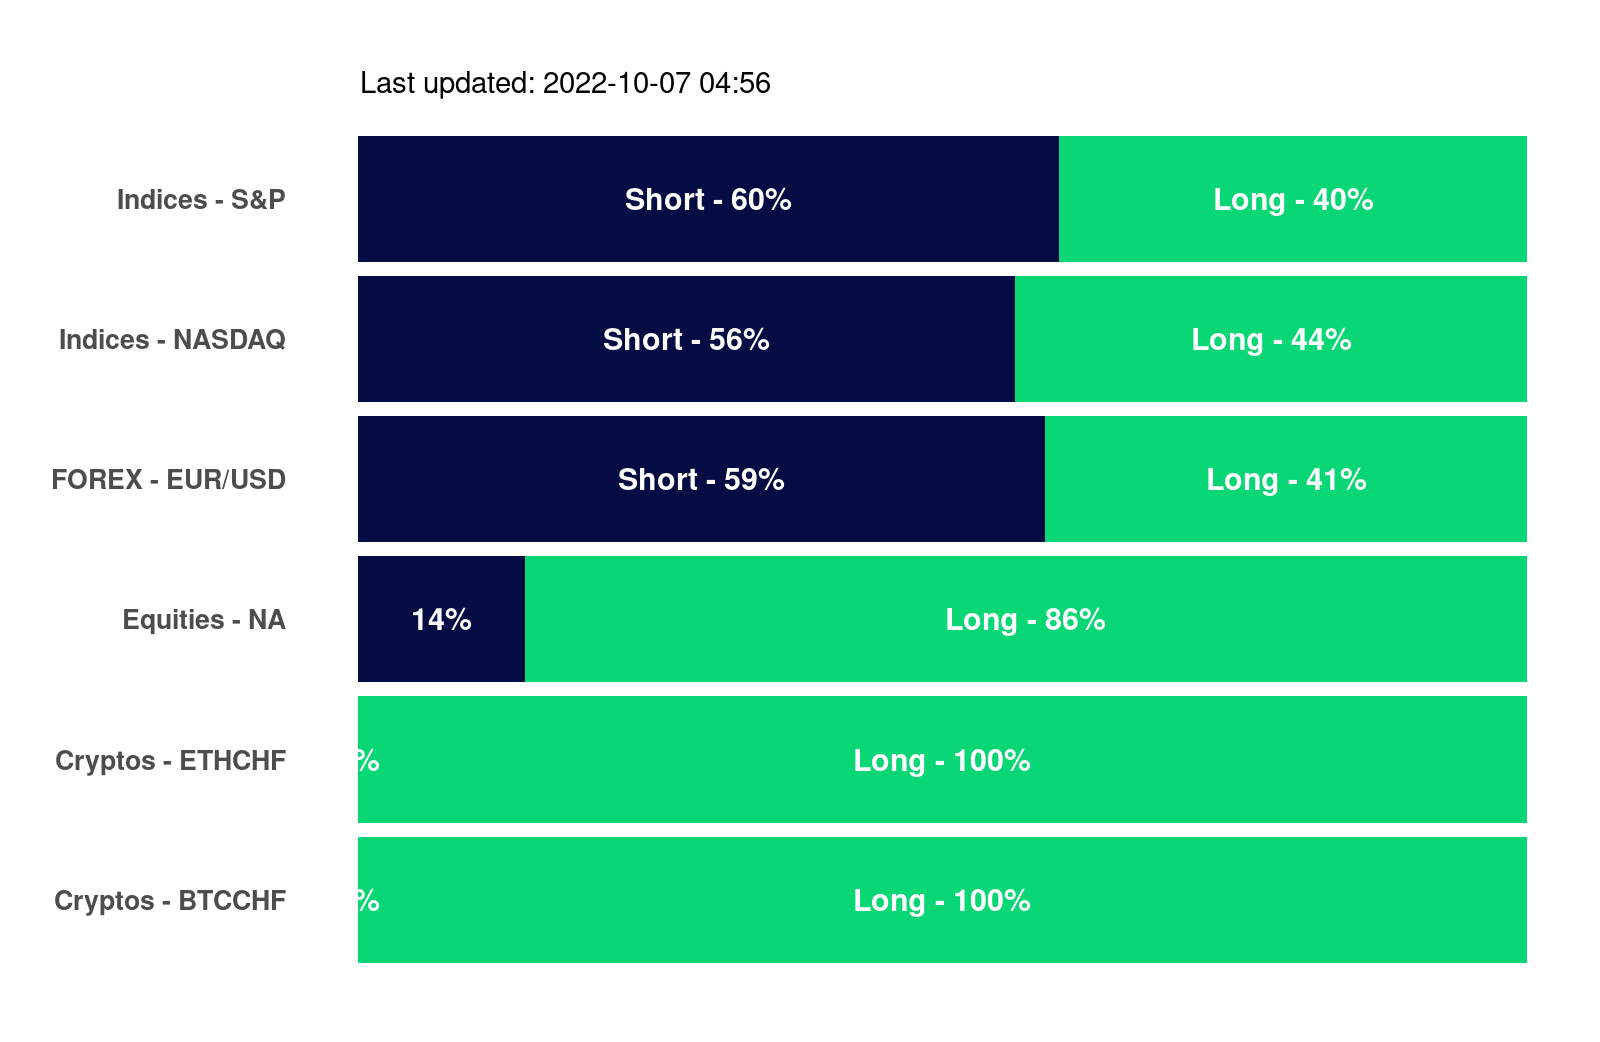 Last updated: 2022-10-07 04:56
Indices - S&P Short - 60% Long - 40%
Indices - NASDAQ Short - 56% Long - 44%
FOREX - EUR/USD Short - 59% Long - 41%
Equities - NA 14% Long - 86%
Cryptos - ETHCHF % Long - 100%
Cryptos - BTCCHF % Long - 100%